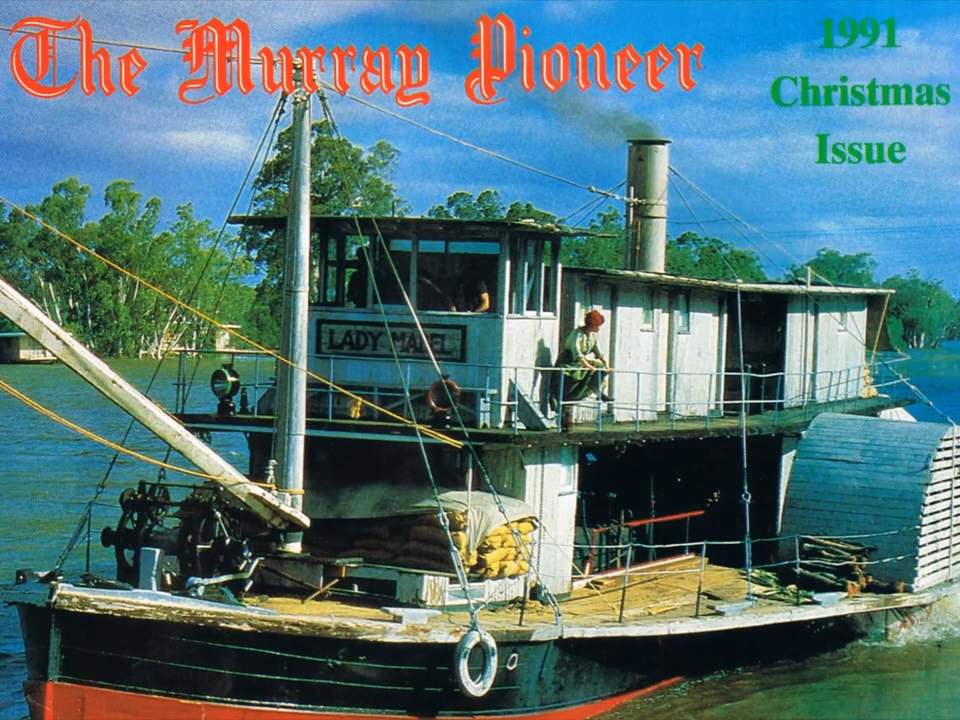 The Murray Pioneer
1991
Christmas
Issue
LADY MABEL